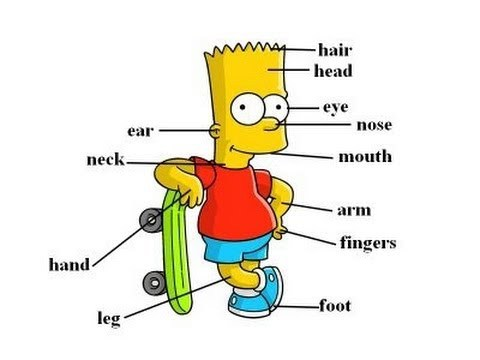 hair
head
eye
nose
ear
mouth
neck
arm
fingers
hand
foot
leg